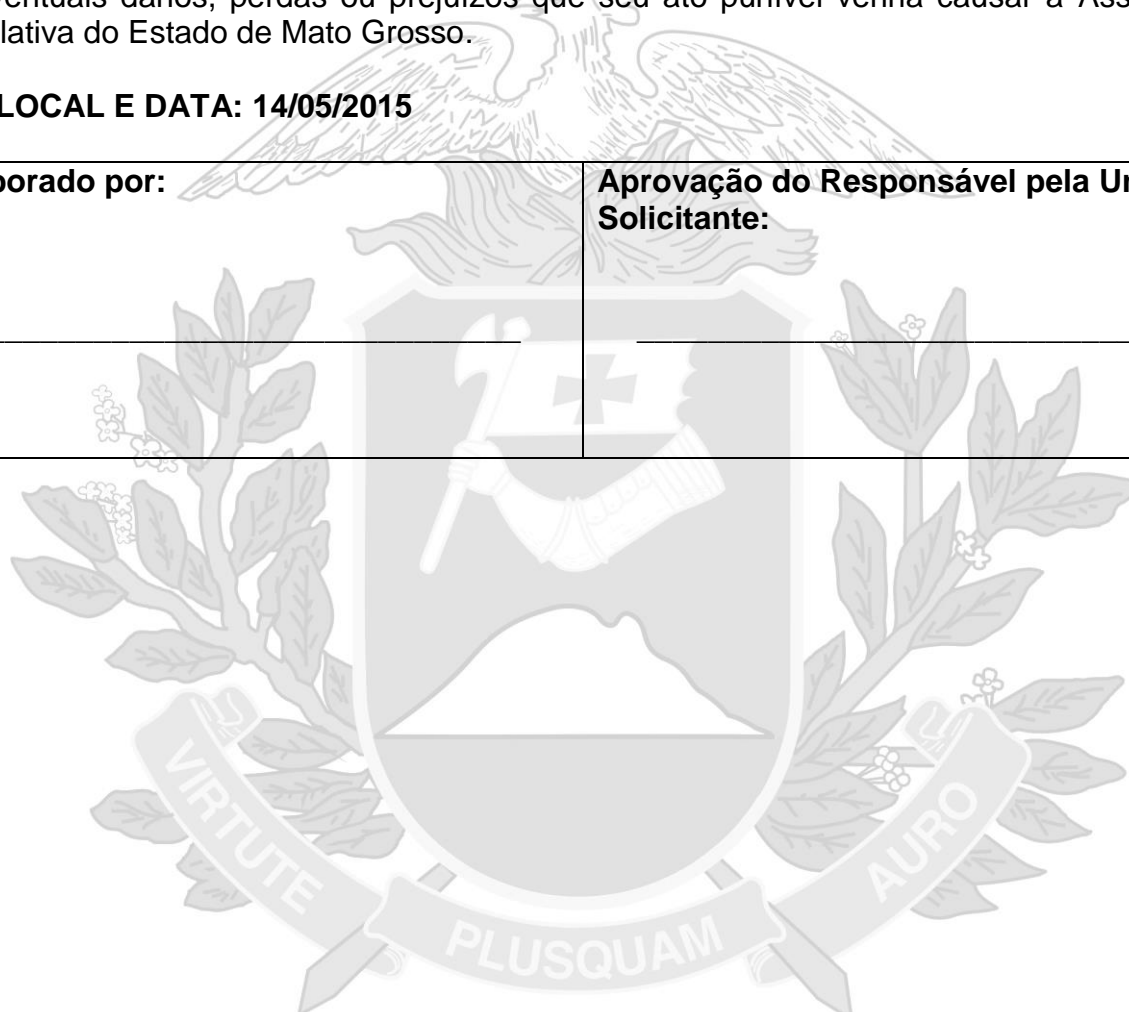 entuais danos, perdas ou prejuízos que seu ato punível venha causar à Ass
lativa do Estado de Mato Grosso.
LOCAL E DATA: 14/05/2015
borado por:
Aprovação do Responsável pela Un
Solicitante:
VIRTUTE
PLUSQUAM
AURO